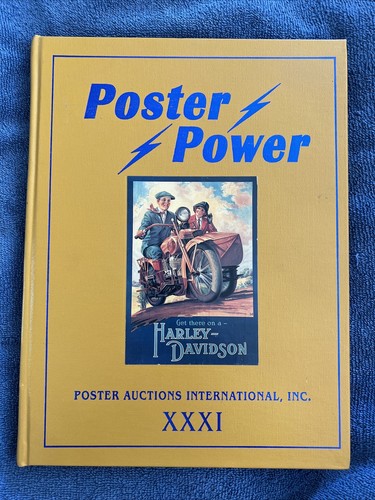 Poster
Power
Get there on a -
HARLEY-
DAVIDSON
POSTER AUCTIONS INTERNATIONAL, INC.
XXXI